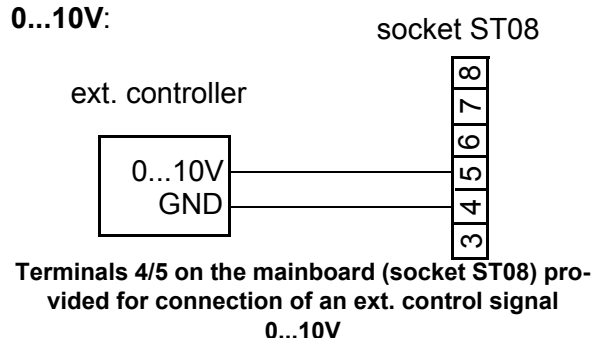 0...10V:
socket ST08
ext. controller
8
7
6
5
4
3
0...10V
GND
Terminals 4/5 on the mainboard (socket ST08) pro-
vided for connection of an ext. control signal
0...10V